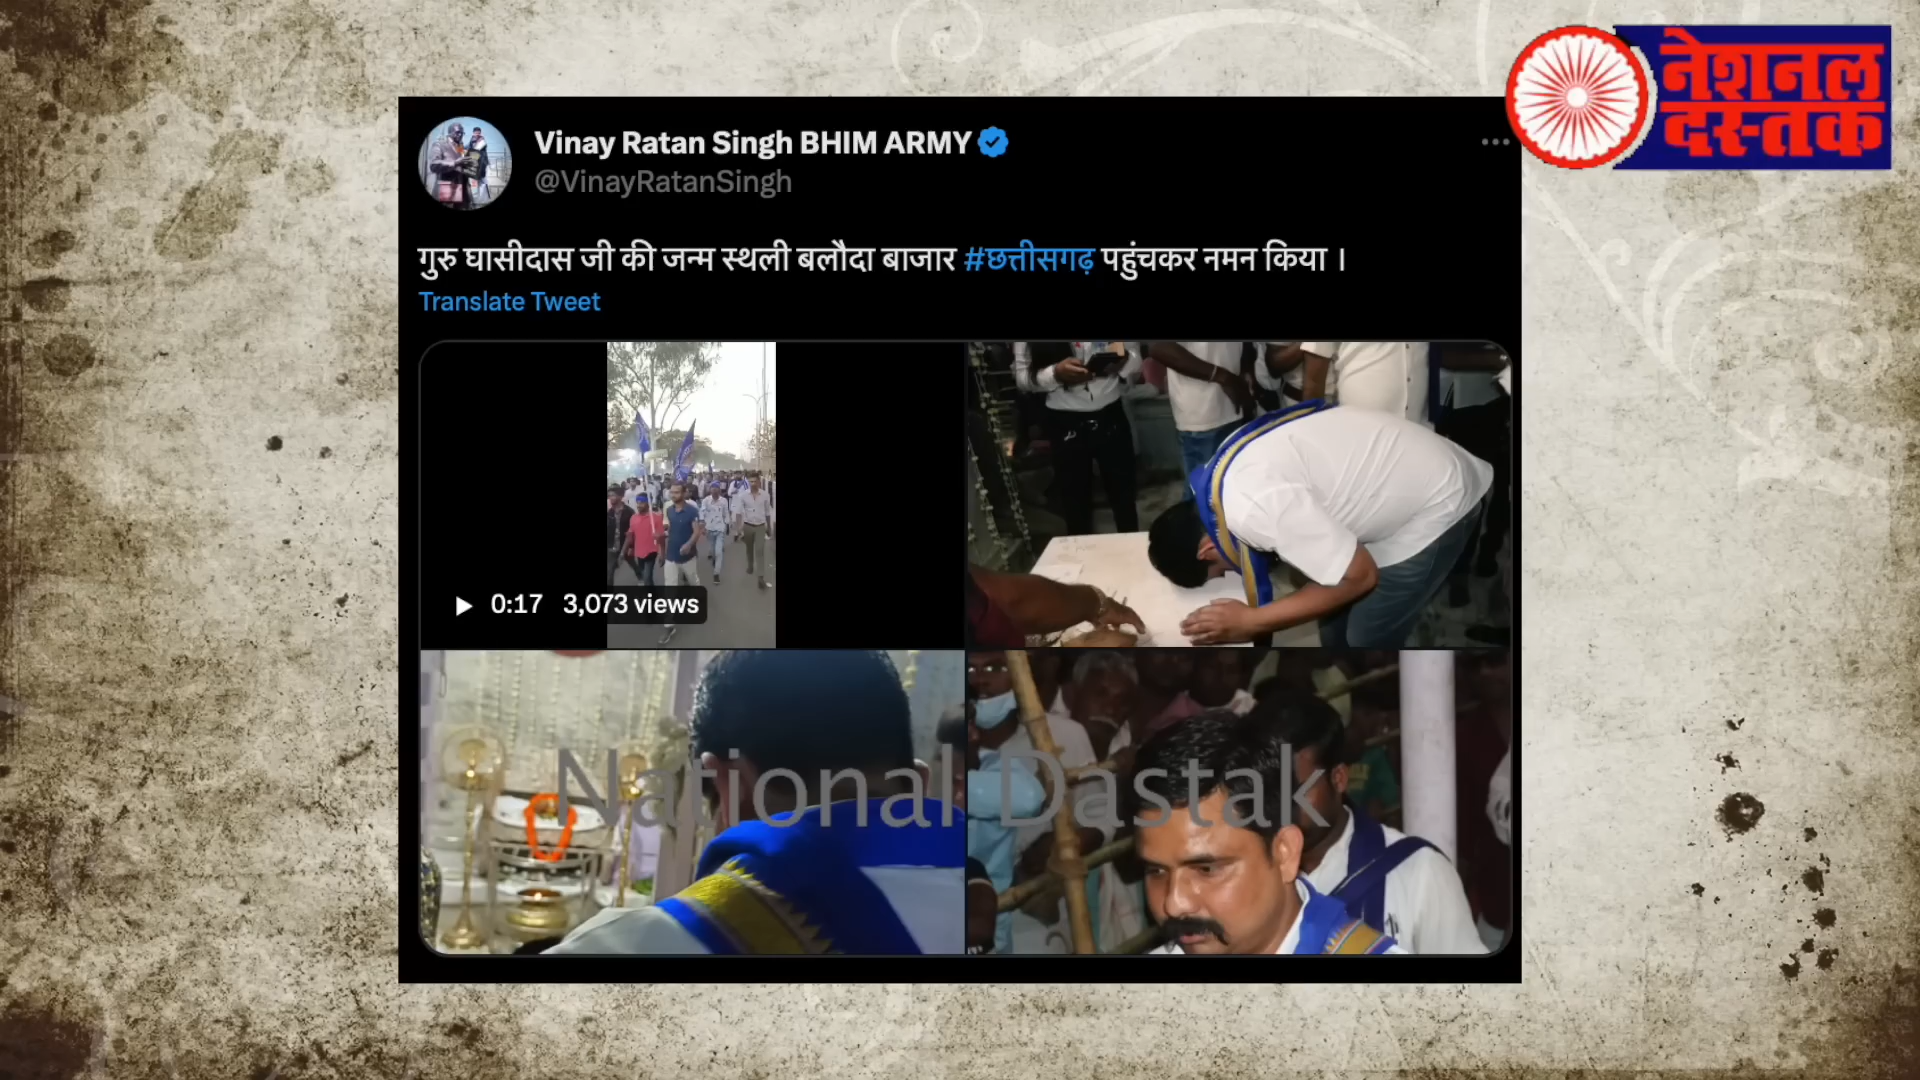 नेशनल
दस्तक
Vinay Ratan Singh BHIM ARMY
@VinayRatanSingh
गुरु घासीदास जी की जन्म स्थली बलौदा बाजार #छत्तीसगढ़ पहुंचकर नमन किया ।
Translate Tweet
0:17 3,073 views
National Dastak